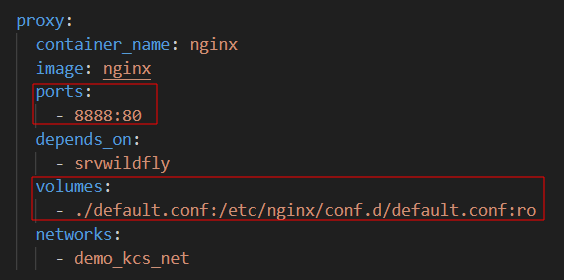 proxy:
container_name: nginx
image: nginx
ports:
- 8888:80
depends_on:
- srvwildfly
volumes:
- ./default.conf:/etc/nginx/conf.d/default.conf:ro
networks:
- demo_kcs_net